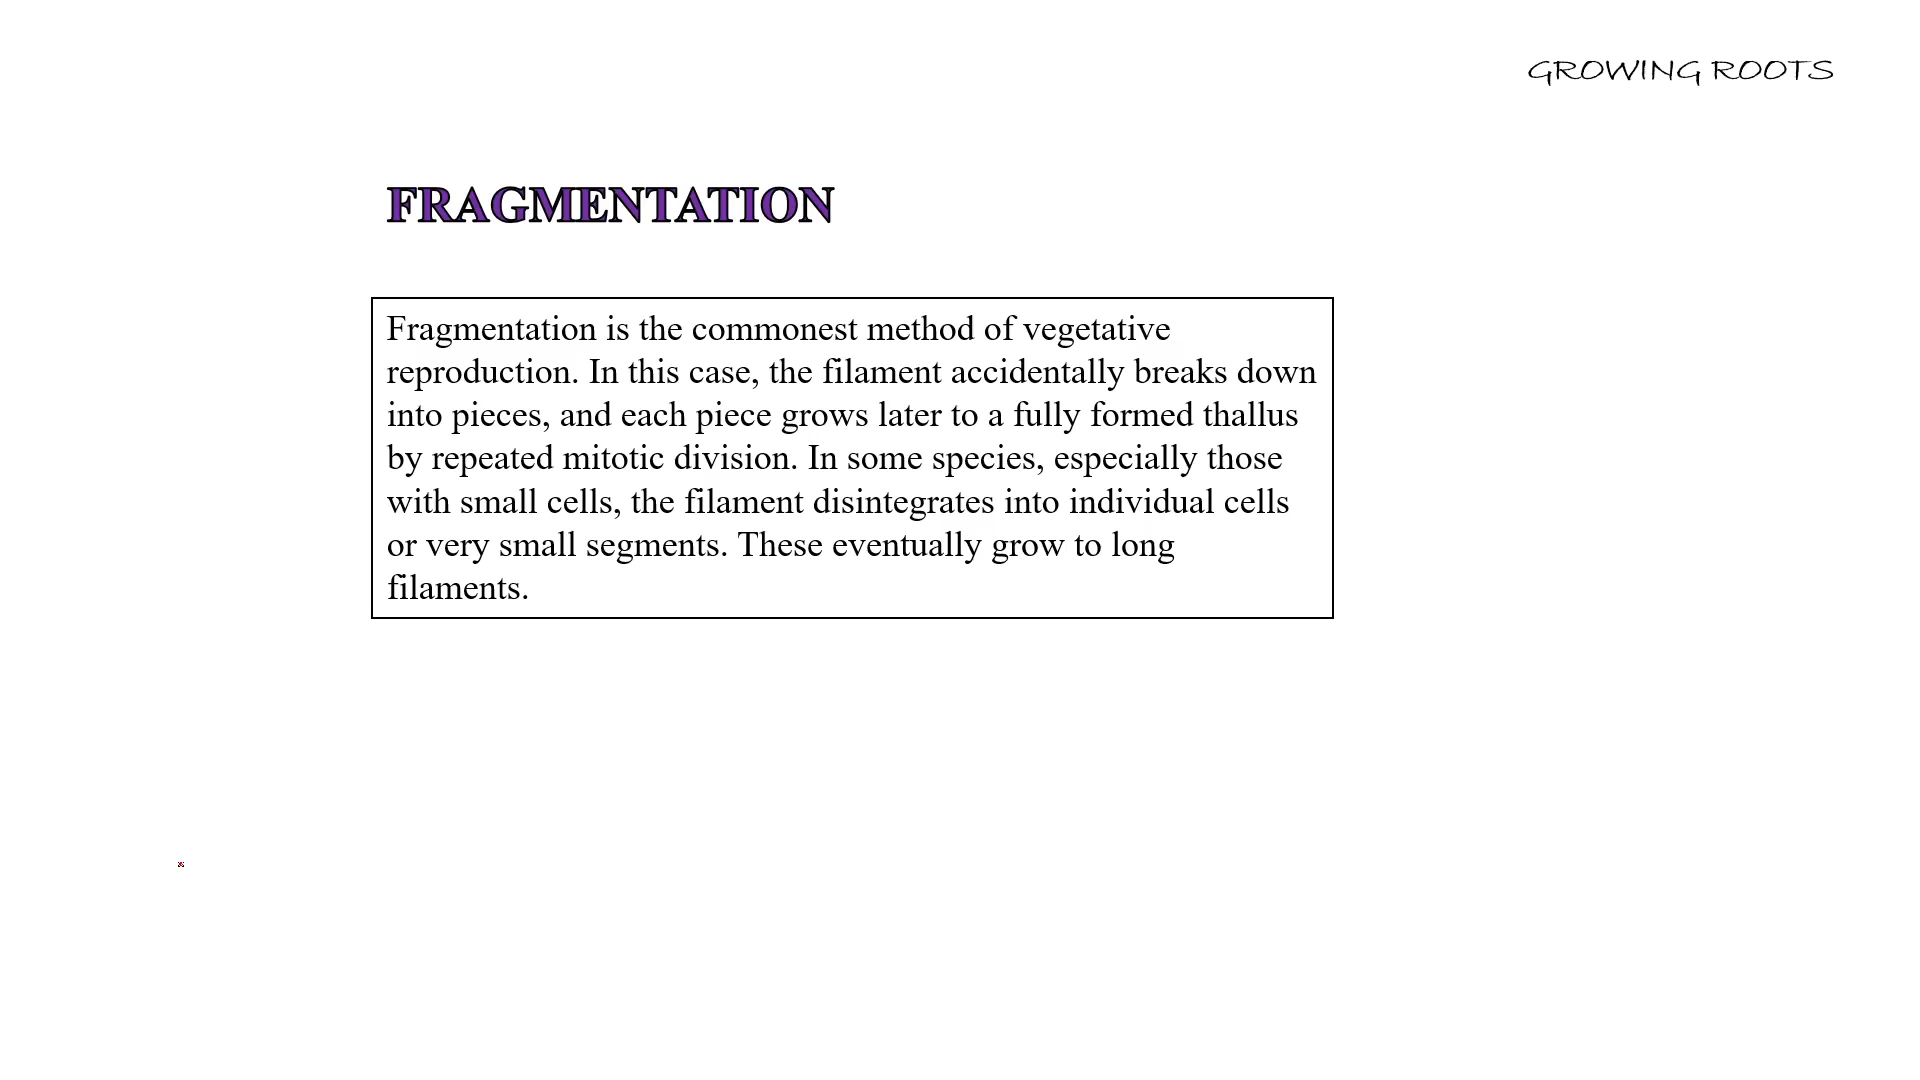 GROWING ROOTS
FRAGMENTATION
Fragmentation is the commonest method of vegetative
reproduction. In this case, the filament accidentally breaks down
into pieces, and each piece grows later to a fully formed thallus
by repeated mitotic division. In some species, especially those
with small cells, the filament disintegrates into individual cells
or very small segments. These eventually grow to long
filaments.